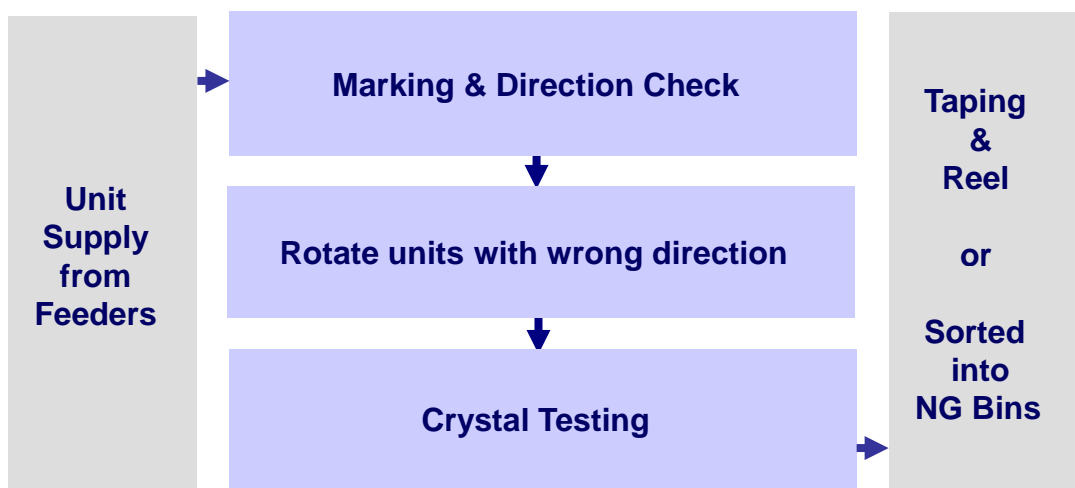 Unit
Supply
from
Feeders
Marking & Direction Check
Rotate units with wrong direction
Crystal Testing
Taping
&
Reel
or
Sorted
into
NG Bins